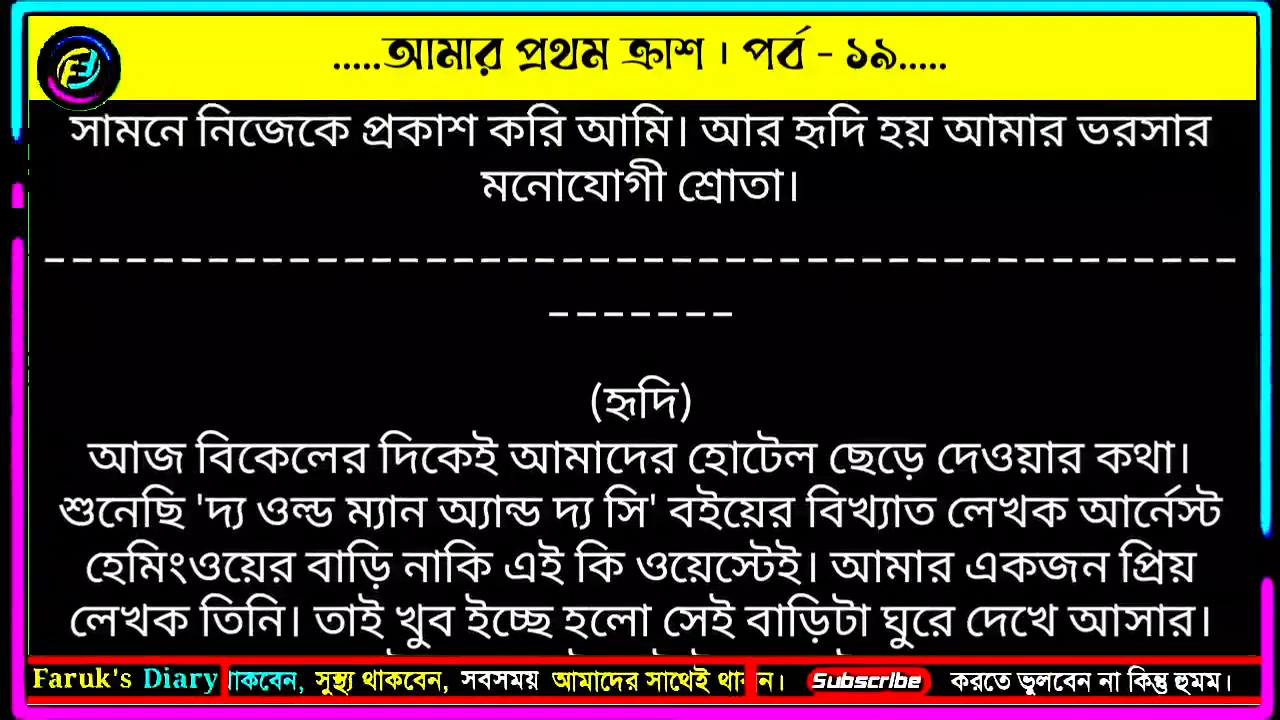 .....আমার প্রথম ক্রাশ । পর্ব - ১৯.....
সামনে নিজেকে প্রকাশ করি আমি। আর হৃদি হয় আমার ভরসার
মনোযোগী শ্রোতা।
--------------------------------------------
-------
(হৃদি)
আজ বিকেলের দিকেই আমাদের হোটেল ছেড়ে দেওয়ার কথা।
শুনেছি 'দ্য ওল্ড ম্যান অ্যান্ড দ্য সি' বইয়ের বিখ্যাত লেখক আর্নেস্ট
হেমিংওয়ের বাড়ি নাকি এই কি ওয়েস্টেই। আমার একজন প্রিয়
লেখক তিনি। তাই খুব ইচ্ছে হলো সেই বাড়িটা ঘুরে দেখে আসার।
Faruk's Diary থাকবেন, সুস্থ্য থাকবেন, সবসময় আমাদের সাথেই থাকবেন। Subscribe করতে ভুলবেন না কিন্তু হুমম।